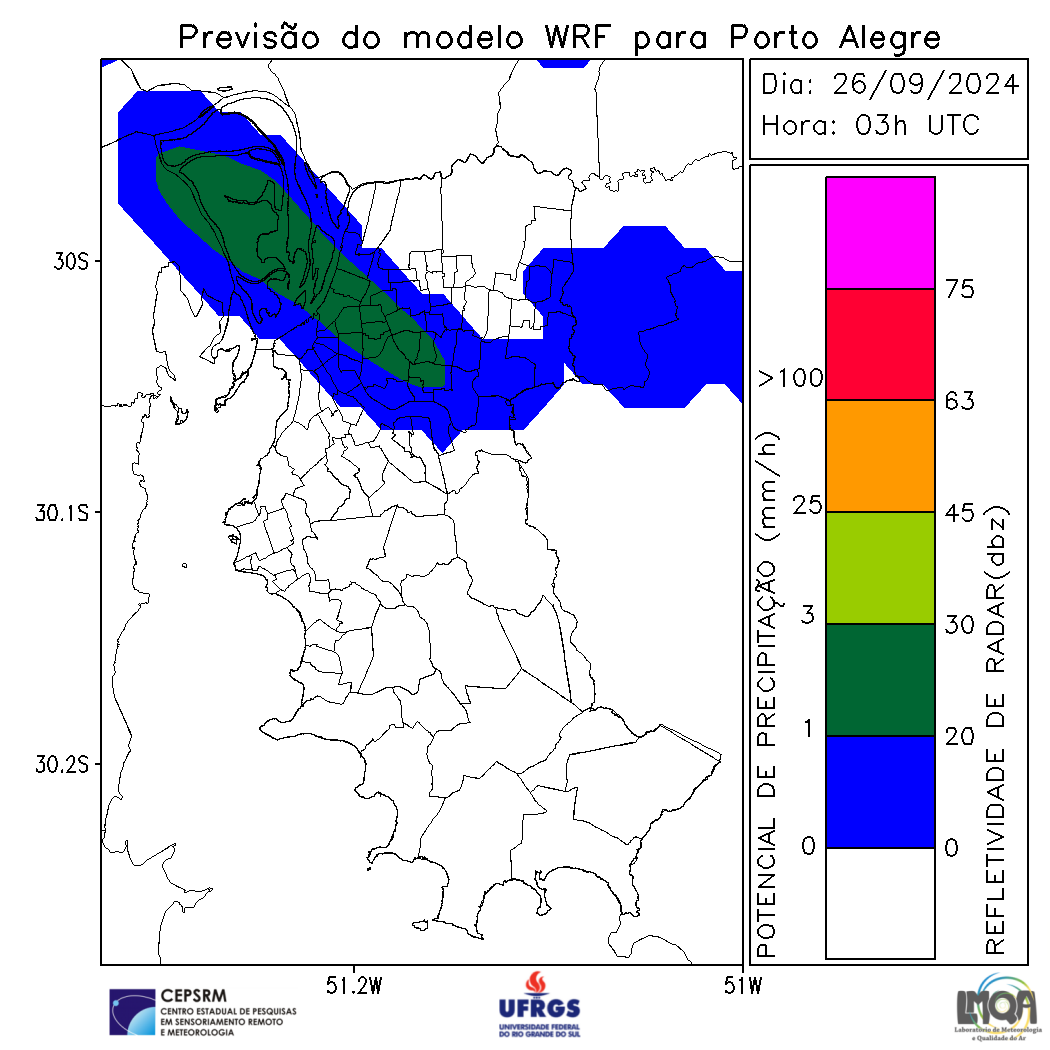 Previsão do modelo WRF para Porto Alegre
Dia: 26/09/2024
Hora: 03h UTC
30S
30.1S
30.2S
51.2W
51W
POTENCIAL DE PRECIPITAÇÃO (mm/h)
>100
25
3
1
0
75
63
45
30
20
0
REFLETIVIDADE DE RADAR(dbz)
CEPSRM
CENTRO ESTADUAL DE PESQUISAS
EM SENSORIAMENTO REMOTO
E METEOROLOGIA
UFRGS
UNIVERSIDADE FEDERAL
DO RIO GRANDE DO SUL
LMQA
Laboratório de Meteorologia
e Qualidade do Ar